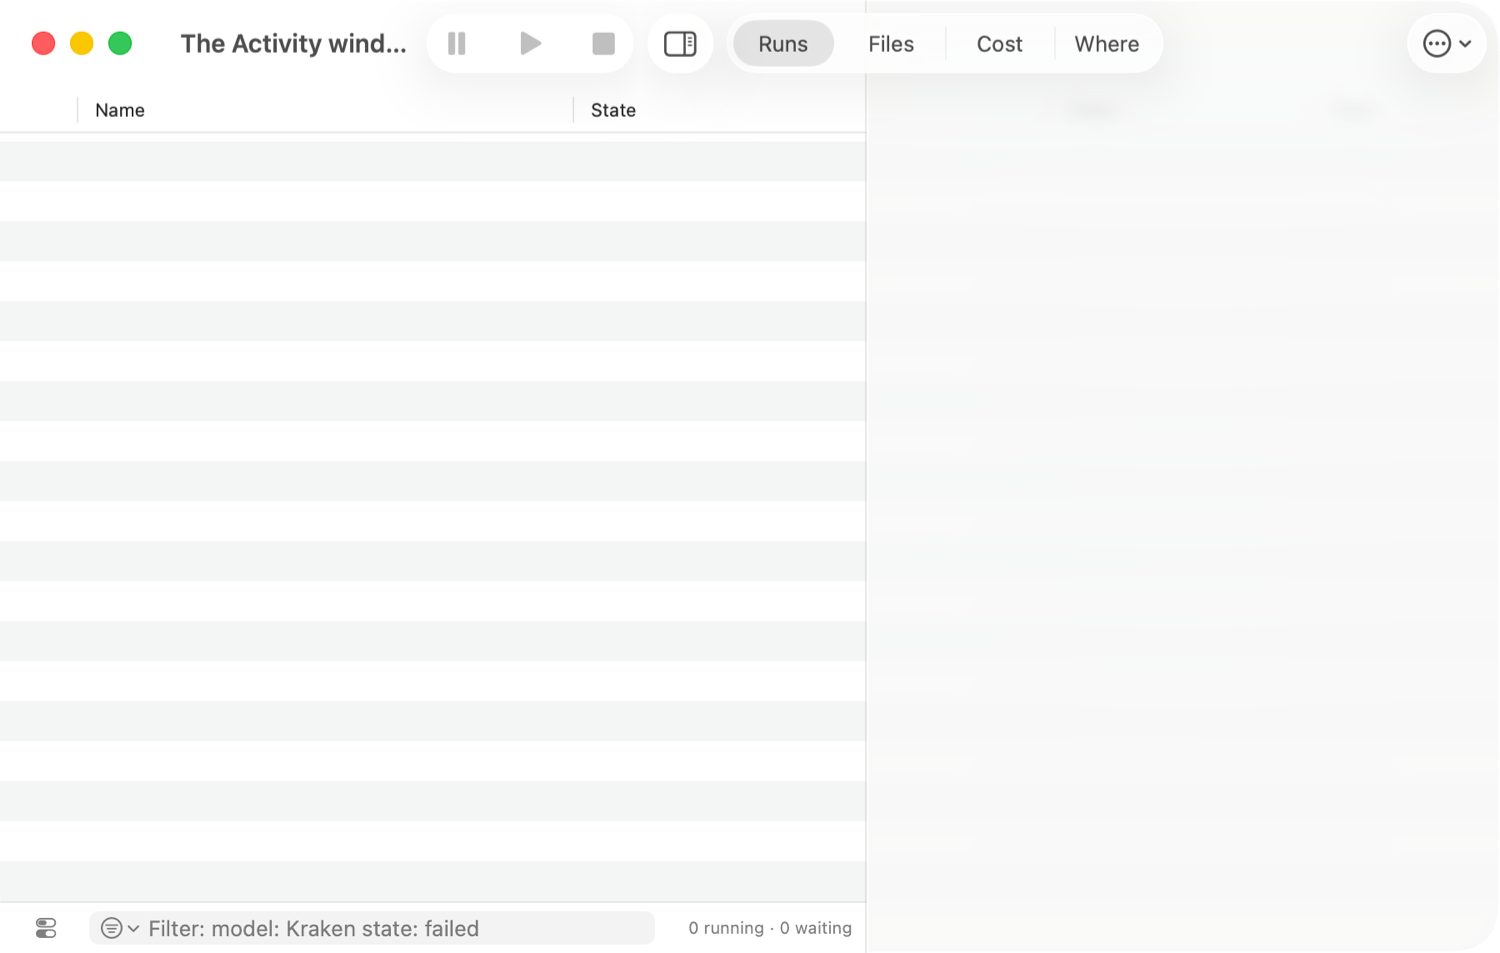 The Activity wind...
Runs
Files
Cost
Where
Name
State
Filter: model: Kraken state: failed
0 running · 0 waiting